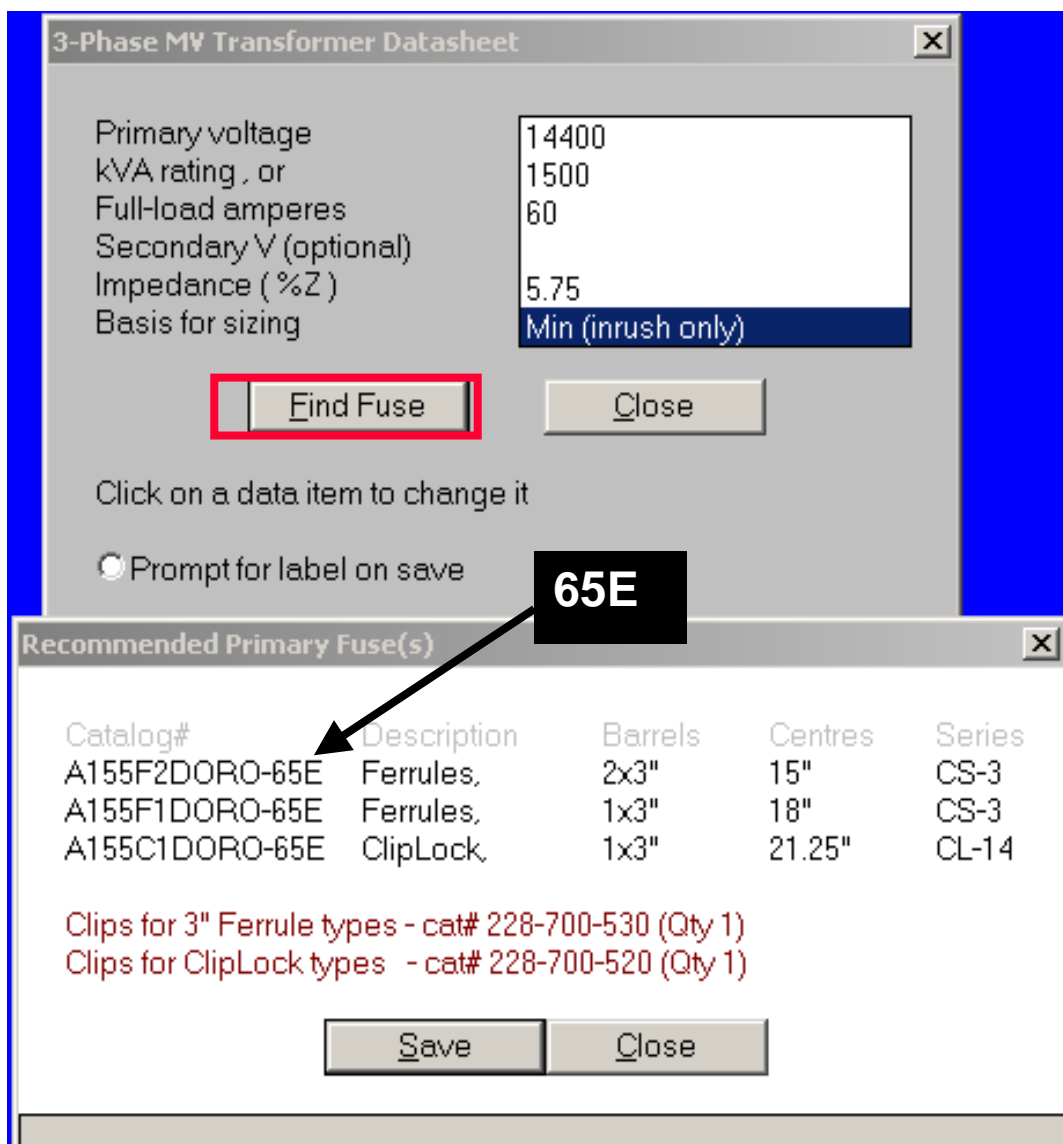 3-Phase MV Transformer Datasheet
Primary voltage 14400
kVA rating , or 1500
Full-load amperes 60
Secondary V (optional)
Impedance ( %Z ) 5.75
Basis for sizing Min (inrush only)
Find Fuse Close
Click on a data item to change it
Prompt for label on save
65E
Recommended Primary Fuse(s)
Catalog# Description Barrels Centres Series
A155F2DORO-65E Ferrules, 2x3" 15" CS-3
A155F1DORO-65E Ferrules, 1x3" 18" CS-3
A155C1DORO-65E ClipLock, 1x3" 21.25" CL-14
Clips for 3" Ferrule types - cat# 228-700-530 (Qty 1)
Clips for ClipLock types - cat# 228-700-520 (Qty 1)
Save Close